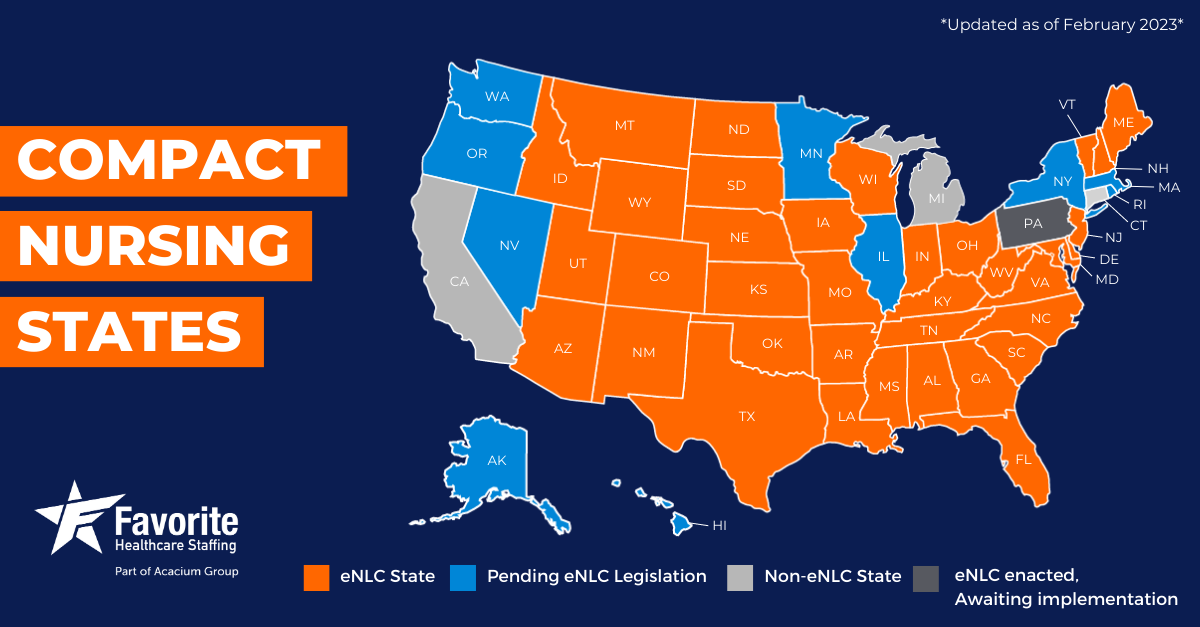 *Updated as of February 2023*
COMPACT
NURSING
STATES
WA
OR
CA
NV
ID
MT
WY
UT
CO
AZ
NM
ND
SD
NE
KS
OK
TX
MN
IA
MO
AR
LA
WI
IL
MI
IN
OH
KY
TN
MS
AL
GA
FL
SC
NC
VA
WV
PA
NY
VT
ME
NH
MA
RI
CT
NJ
DE
MD
AK
HI
Favorite
Healthcare Staffing
Part of Acacium Group
eNLC State
Pending eNLC Legislation
Non-eNLC State
eNLC enacted,
Awaiting implementation